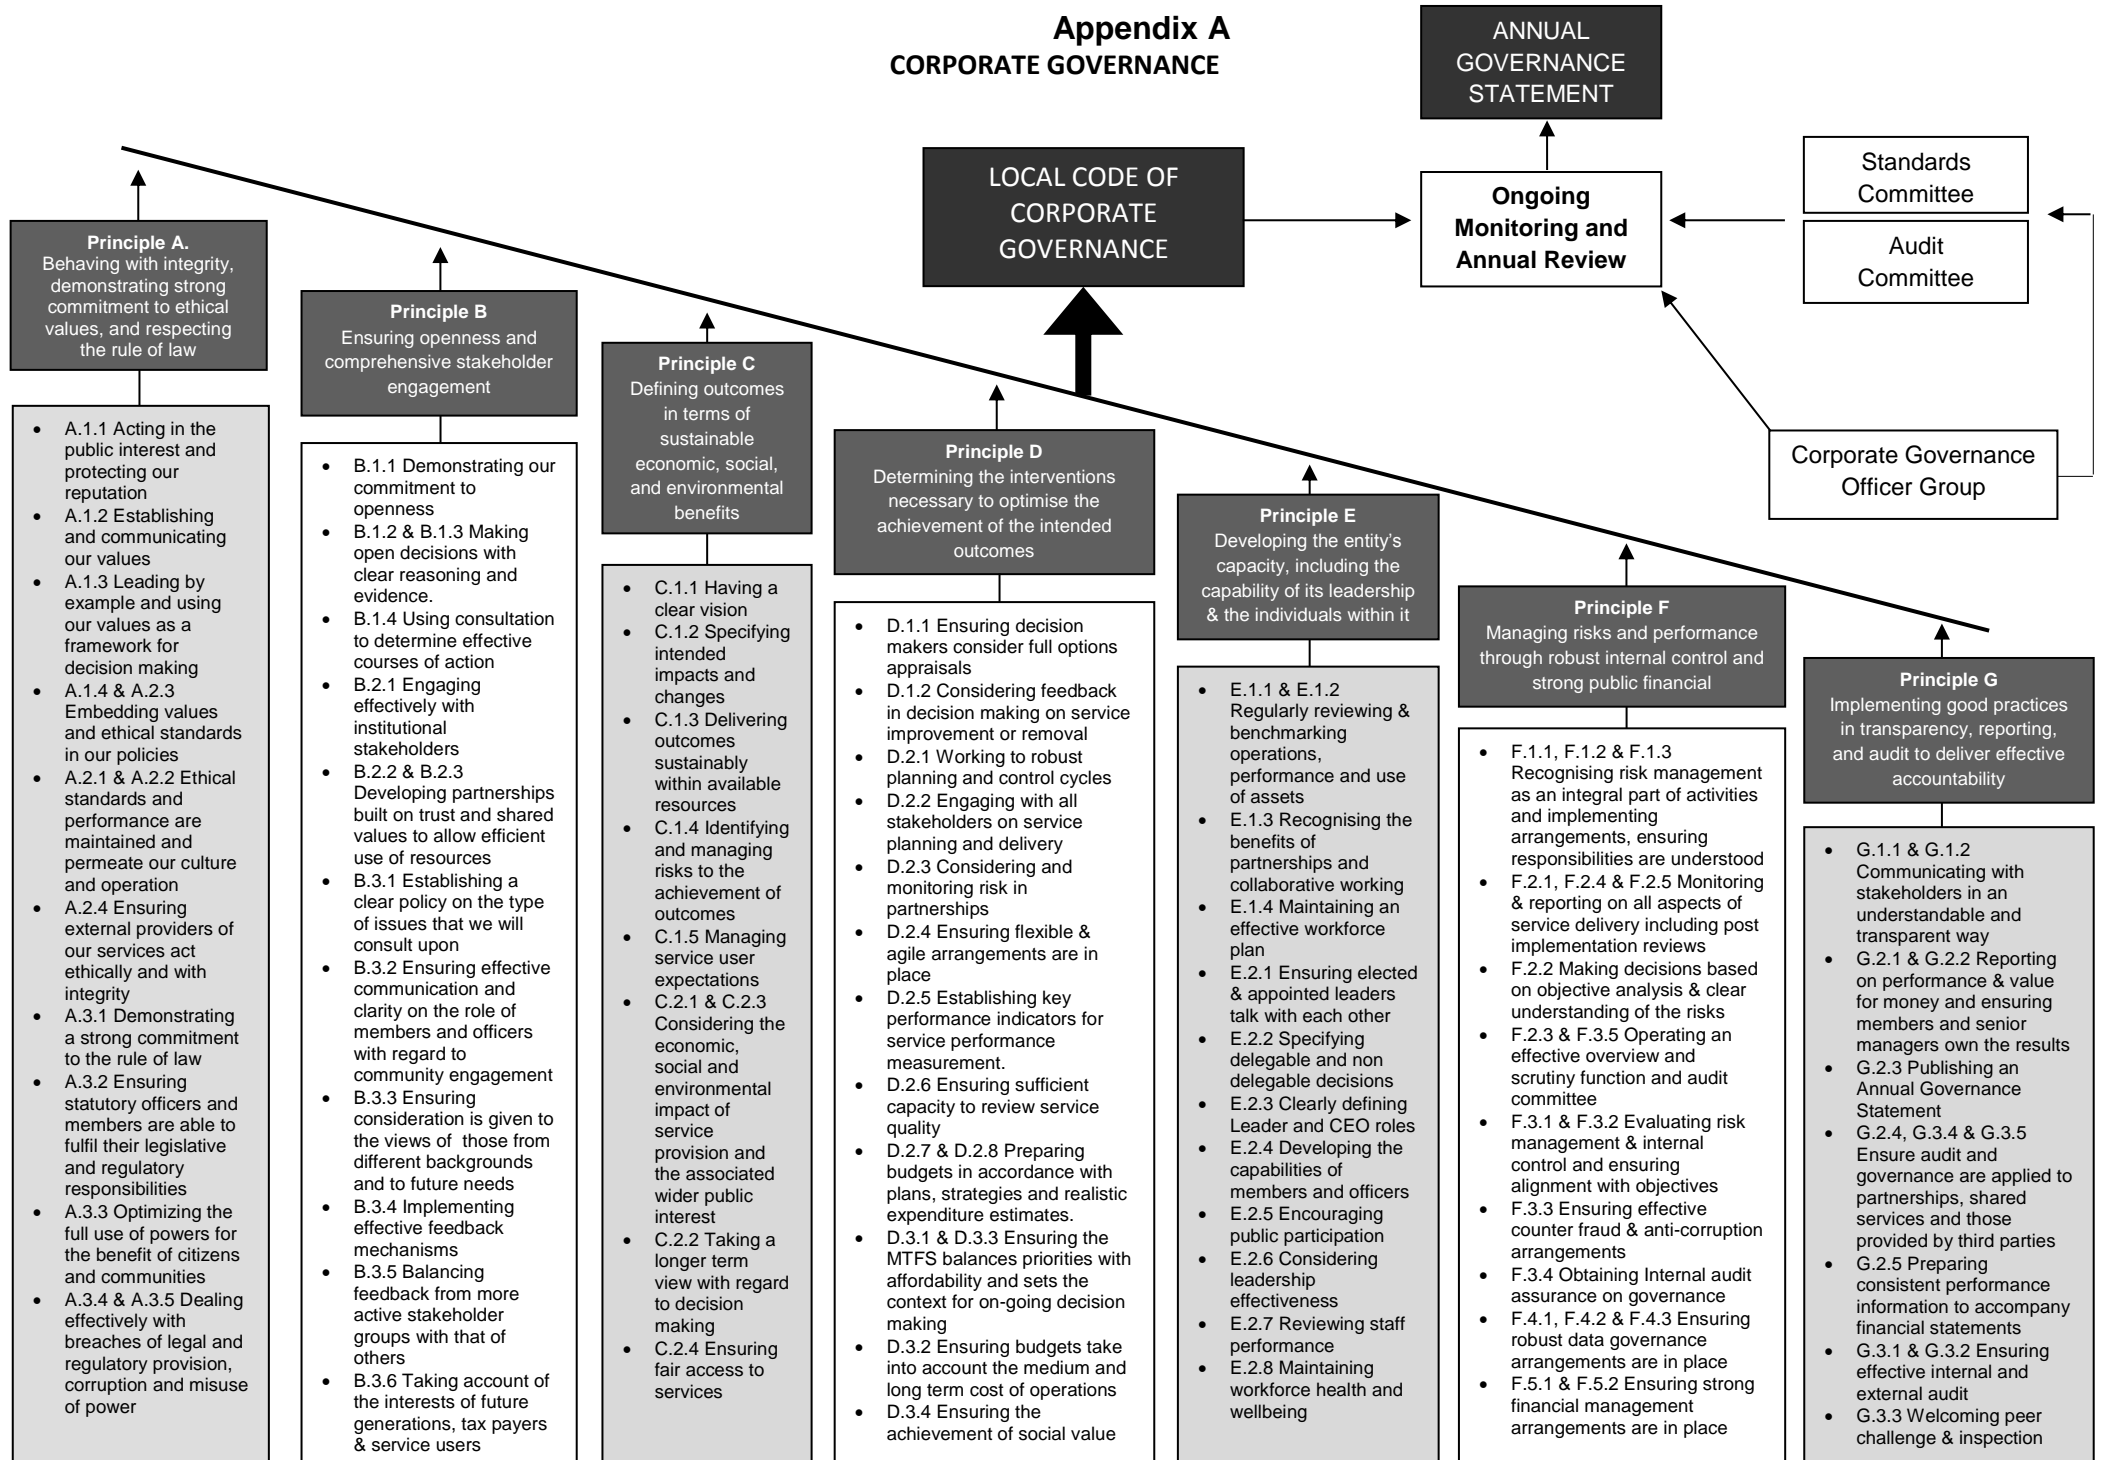 Appendix A
CORPORATE GOVERNANCE
ANNUAL
GOVERNANCE
STATEMENT
LOCAL CODE OF
CORPORATE
GOVERNANCE
Ongoing
Monitoring and
Annual Review
Standards
Committee
Audit
Committee
Corporate Governance
Officer Group
Principle A.
Behaving with integrity,
demonstrating strong
commitment to ethical
values, and respecting
the rule of law
• A.1.1 Acting in the
public interest and
protecting our
reputation
• A.1.2 Establishing
and communicating
our values
• A.1.3 Leading by
example and using
our values as a
framework for
decision making
• A.1.4 & A.2.3
Embedding values
and ethical standards
in our policies
• A.2.1 & A.2.2 Ethical
standards and
performance are
maintained and
permeate our culture
and operation
• A.2.4 Ensuring
external providers of
our services act
ethically and with
integrity
• A.3.1 Demonstrating
a strong commitment
to the rule of law
• A.3.2 Ensuring
statutory officers and
members are able to
fulfil their legislative
and regulatory
responsibilities
• A.3.3 Optimizing the
full use of powers for
the benefit of citizens
and communities
• A.3.4 & A.3.5 Dealing
effectively with
breaches of legal and
regulatory provision,
corruption and misuse
of power
Principle B
Ensuring openness and
comprehensive stakeholder
engagement
• B.1.1 Demonstrating our
commitment to
openness
• B.1.2 & B.1.3 Making
open decisions with
clear reasoning and
evidence.
• B.1.4 Using consultation
to determine effective
courses of action
• B.2.1 Engaging
effectively with
institutional
stakeholders
• B.2.2 & B.2.3
Developing partnerships
built on trust and shared
values to allow efficient
use of resources
• B.3.1 Establishing a
clear policy on the type
of issues that we will
consult upon
• B.3.2 Ensuring effective
communication and
clarity on the role of
members and officers
with regard to
community engagement
• B.3.3 Ensuring
consideration is given to
the views of those from
different backgrounds
and to future needs
• B.3.4 Implementing
effective feedback
mechanisms
• B.3.5 Balancing
feedback from more
active stakeholder
groups with that of
others
• B.3.6 Taking account of
the interests of future
generations, tax payers
& service users
Principle C
Defining outcomes
in terms of
sustainable
economic, social,
and environmental
benefits
• C.1.1 Having a
clear vision
• C.1.2 Specifying
intended
impacts and
changes
• C.1.3 Delivering
outcomes
sustainably
within available
resources
• C.1.4 Identifying
and managing
risks to the
achievement of
outcomes
• C.1.5 Managing
service user
expectations
• C.2.1 & C.2.3
Considering the
economic,
social and
environmental
impact of
service
provision and
the associated
wider public
interest
• C.2.2 Taking a
longer term
view with regard
to decision
making
• C.2.4 Ensuring
fair access to
services
Principle D
Determining the interventions
necessary to optimise the
achievement of the intended
outcomes
• D.1.1 Ensuring decision
makers consider full options
appraisals
• D.1.2 Considering feedback
in decision making on service
improvement or removal
• D.2.1 Working to robust
planning and control cycles
• D.2.2 Engaging with all
stakeholders on service
planning and delivery
• D.2.3 Considering and
monitoring risk in
partnerships
• D.2.4 Ensuring flexible &
agile arrangements are in
place
• D.2.5 Establishing key
performance indicators for
service performance
measurement.
• D.2.6 Ensuring sufficient
capacity to review service
quality
• D.2.7 & D.2.8 Preparing
budgets in accordance with
plans, strategies and realistic
expenditure estimates.
• D.3.1 & D.3.3 Ensuring the
MTFS balances priorities with
affordability and sets the
context for on-going decision
making
• D.3.2 Ensuring budgets take
into account the medium and
long term cost of operations
• D.3.4 Ensuring the
achievement of social value
Principle E
Developing the entity's
capacity, including the
capability of its leadership
& the individuals within it
• E.1.1 & E.1.2
Regularly reviewing &
benchmarking
operations,
performance and use
of assets
• E.1.3 Recognising the
benefits of
partnerships and
collaborative working
• E.1.4 Maintaining an
effective workforce
plan
• E.2.1 Ensuring elected
& appointed leaders
talk with each other
• E.2.2 Specifying
delegable and non
delegable decisions
• E.2.3 Clearly defining
Leader and CEO roles
• E.2.4 Developing the
capabilities of
members and officers
• E.2.5 Encouraging
public participation
• E.2.6 Considering
leadership
effectiveness
• E.2.7 Reviewing staff
performance
• E.2.8 Maintaining
workforce health and
wellbeing
Principle F
Managing risks and performance
through robust internal control and
strong public financial
• F.1.1, F.1.2 & F.1.3
Recognising risk management
as an integral part of activities
and implementing
arrangements, ensuring
responsibilities are understood
• F.2.1, F.2.4 & F.2.5 Monitoring
& reporting on all aspects of
service delivery including post
implementation reviews
• F.2.2 Making decisions based
on objective analysis & clear
understanding of the risks
• F.2.3 & F.3.5 Operating an
effective overview and
scrutiny function and audit
committee
• F.3.1 & F.3.2 Evaluating risk
management & internal
control and ensuring
alignment with objectives
• F.3.3 Ensuring effective
counter fraud & anti-corruption
arrangements
• F.3.4 Obtaining Internal audit
assurance on governance
• F.4.1, F.4.2 & F.4.3 Ensuring
robust data governance
arrangements are in place
• F.5.1 & F.5.2 Ensuring strong
financial management
arrangements are in place
Principle G
Implementing good practices
in transparency, reporting,
and audit to deliver effective
accountability
• G.1.1 & G.1.2
Communicating with
stakeholders in an
understandable and
transparent way
• G.2.1 & G.2.2 Reporting
on performance & value
for money and ensuring
members and senior
managers own the results
• G.2.3 Publishing an
Annual Governance
Statement
• G.2.4, G.3.4 & G.3.5
Ensure audit and
governance are applied to
partnerships, shared
services and those
provided by third parties
• G.2.5 Preparing
consistent performance
information to accompany
financial statements
• G.3.1 & G.3.2 Ensuring
effective internal and
external audit
• G.3.3 Welcoming peer
challenge & inspection